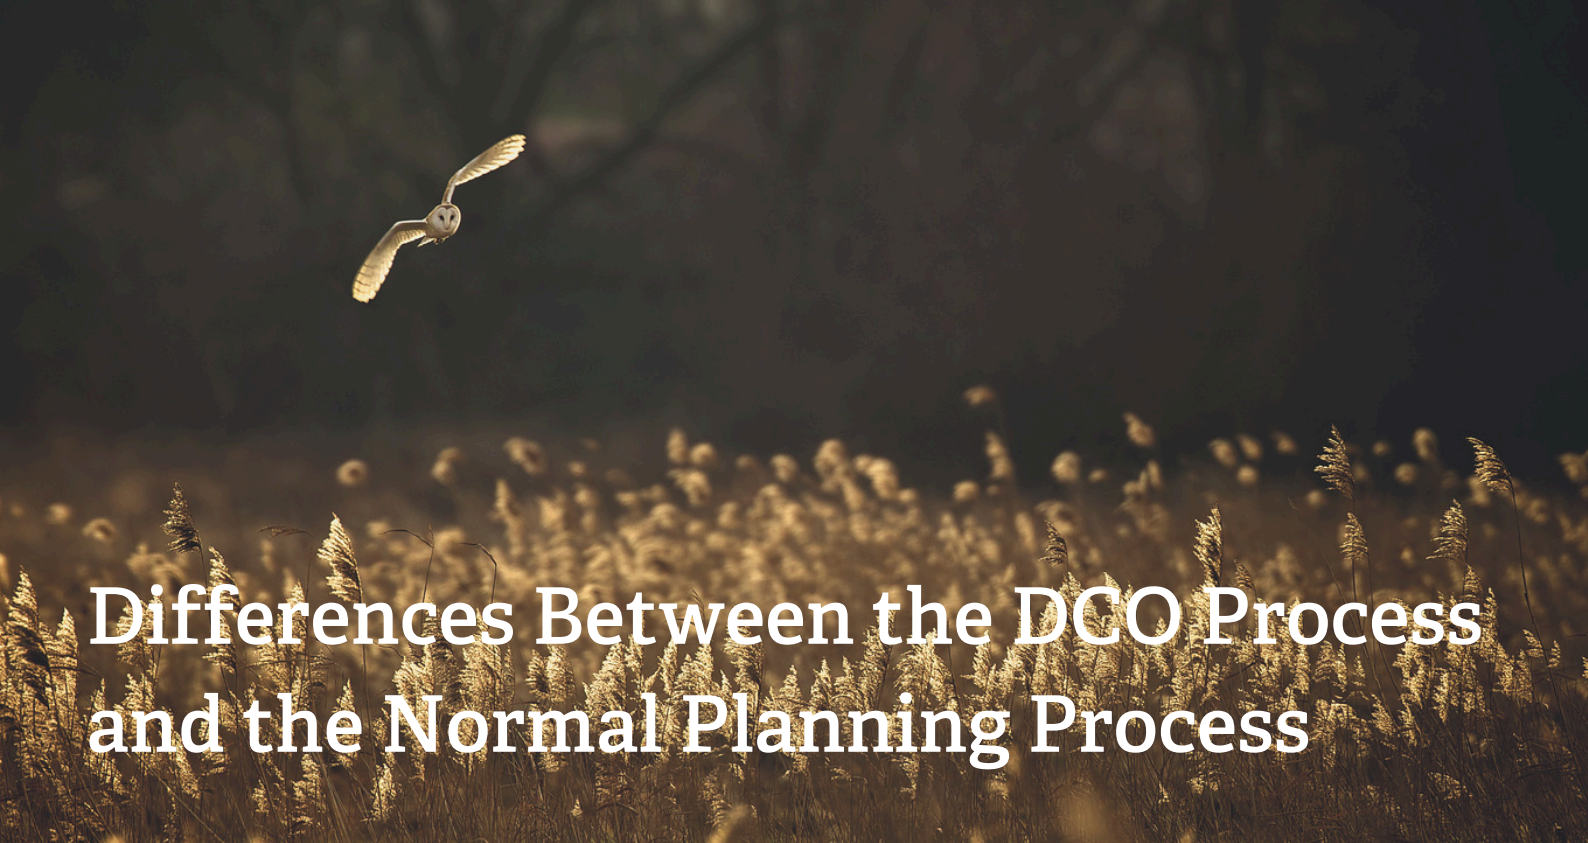 Differences Between the DCO Process
and the Normal Planning Process